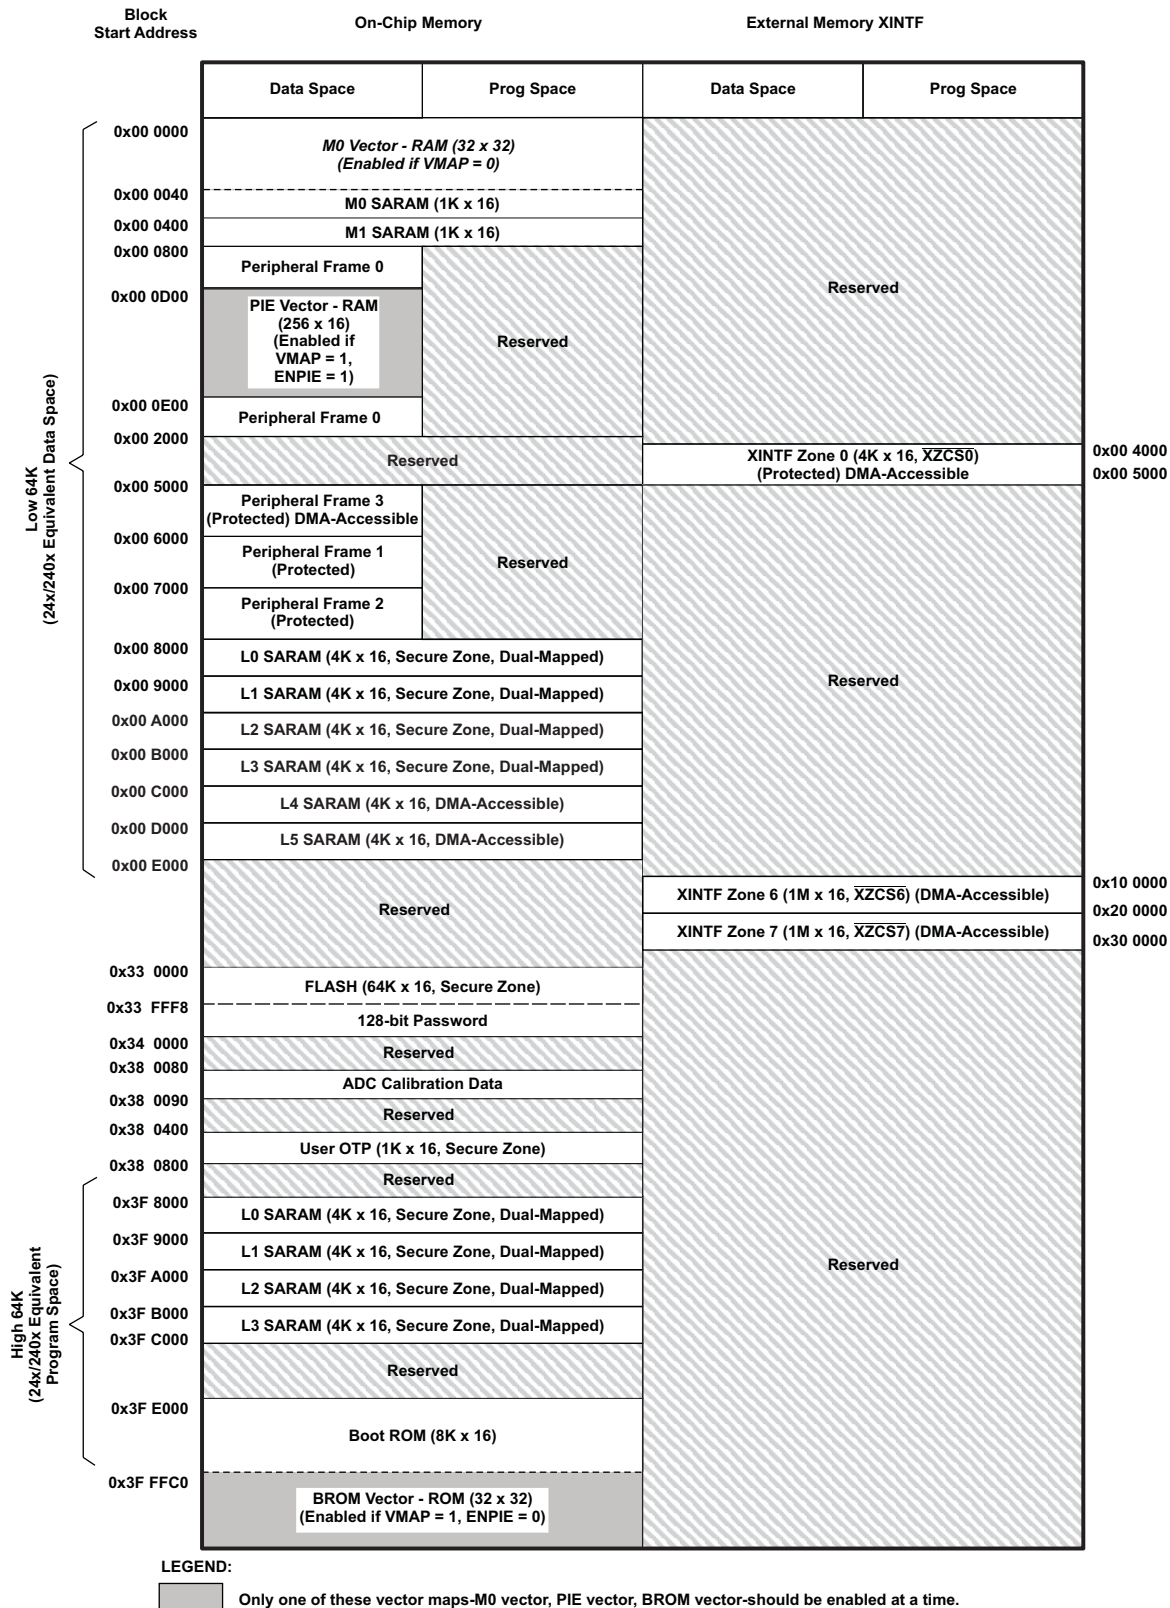 Block
Start Address
On-Chip Memory
External Memory XINTF
Data Space
Prog Space
Data Space
Prog Space
0x00 0000
M0 Vector - RAM (32 x 32)
(Enabled if VMAP = 0)
0x00 0040
M0 SARAM (1K x 16)
0x00 0400
M1 SARAM (1K x 16)
0x00 0800
Peripheral Frame 0
Reserved
0x00 0D00
PIE Vector - RAM
(256 x 16)
(Enabled if
VMAP = 1,
ENPIE = 1)
Reserved
0x00 0E00
Peripheral Frame 0
0x00 2000
Reserved
XINTF Zone 0 (4K x 16, XZCS0)
(Protected) DMA-Accessible
0x00 4000
0x00 5000
0x00 5000
Peripheral Frame 3
(Protected) DMA-Accessible
0x00 6000
Peripheral Frame 1
(Protected)
Reserved
0x00 7000
Peripheral Frame 2
(Protected)
Low 64K
(24x/240x Equivalent Data Space)
0x00 8000
L0 SARAM (4K x 16, Secure Zone, Dual-Mapped)
0x00 9000
L1 SARAM (4K x 16, Secure Zone, Dual-Mapped)
Reserved
0x00 A000
L2 SARAM (4K x 16, Secure Zone, Dual-Mapped)
0x00 B000
L3 SARAM (4K x 16, Secure Zone, Dual-Mapped)
0x00 C000
L4 SARAM (4K x 16, DMA-Accessible)
0x00 D000
L5 SARAM (4K x 16, DMA-Accessible)
0x00 E000
Reserved
XINTF Zone 6 (1M x 16, XZCS6) (DMA-Accessible)
0x10 0000
0x20 0000
XINTF Zone 7 (1M x 16, XZCS7) (DMA-Accessible)
0x30 0000
0x33 0000
FLASH (64K x 16, Secure Zone)
0x33 FFF8
128-bit Password
0x34 0000
Reserved
0x38 0080
ADC Calibration Data
0x38 0090
Reserved
0x38 0400
User OTP (1K x 16, Secure Zone)
0x38 0800
Reserved
0x3F 8000
L0 SARAM (4K x 16, Secure Zone, Dual-Mapped)
0x3F 9000
L1 SARAM (4K x 16, Secure Zone, Dual-Mapped)
Reserved
0x3F A000
L2 SARAM (4K x 16, Secure Zone, Dual-Mapped)
0x3F B000
L3 SARAM (4K x 16, Secure Zone, Dual-Mapped)
0x3F C000
Reserved
High 64K
(24x/240x Equivalent
Program Space)
0x3F E000
Boot ROM (8K x 16)
0x3F FFC0
BROM Vector - ROM (32 x 32)
(Enabled if VMAP = 1, ENPIE = 0)
LEGEND:
Only one of these vector maps-M0 vector, PIE vector, BROM vector-should be enabled at a time.